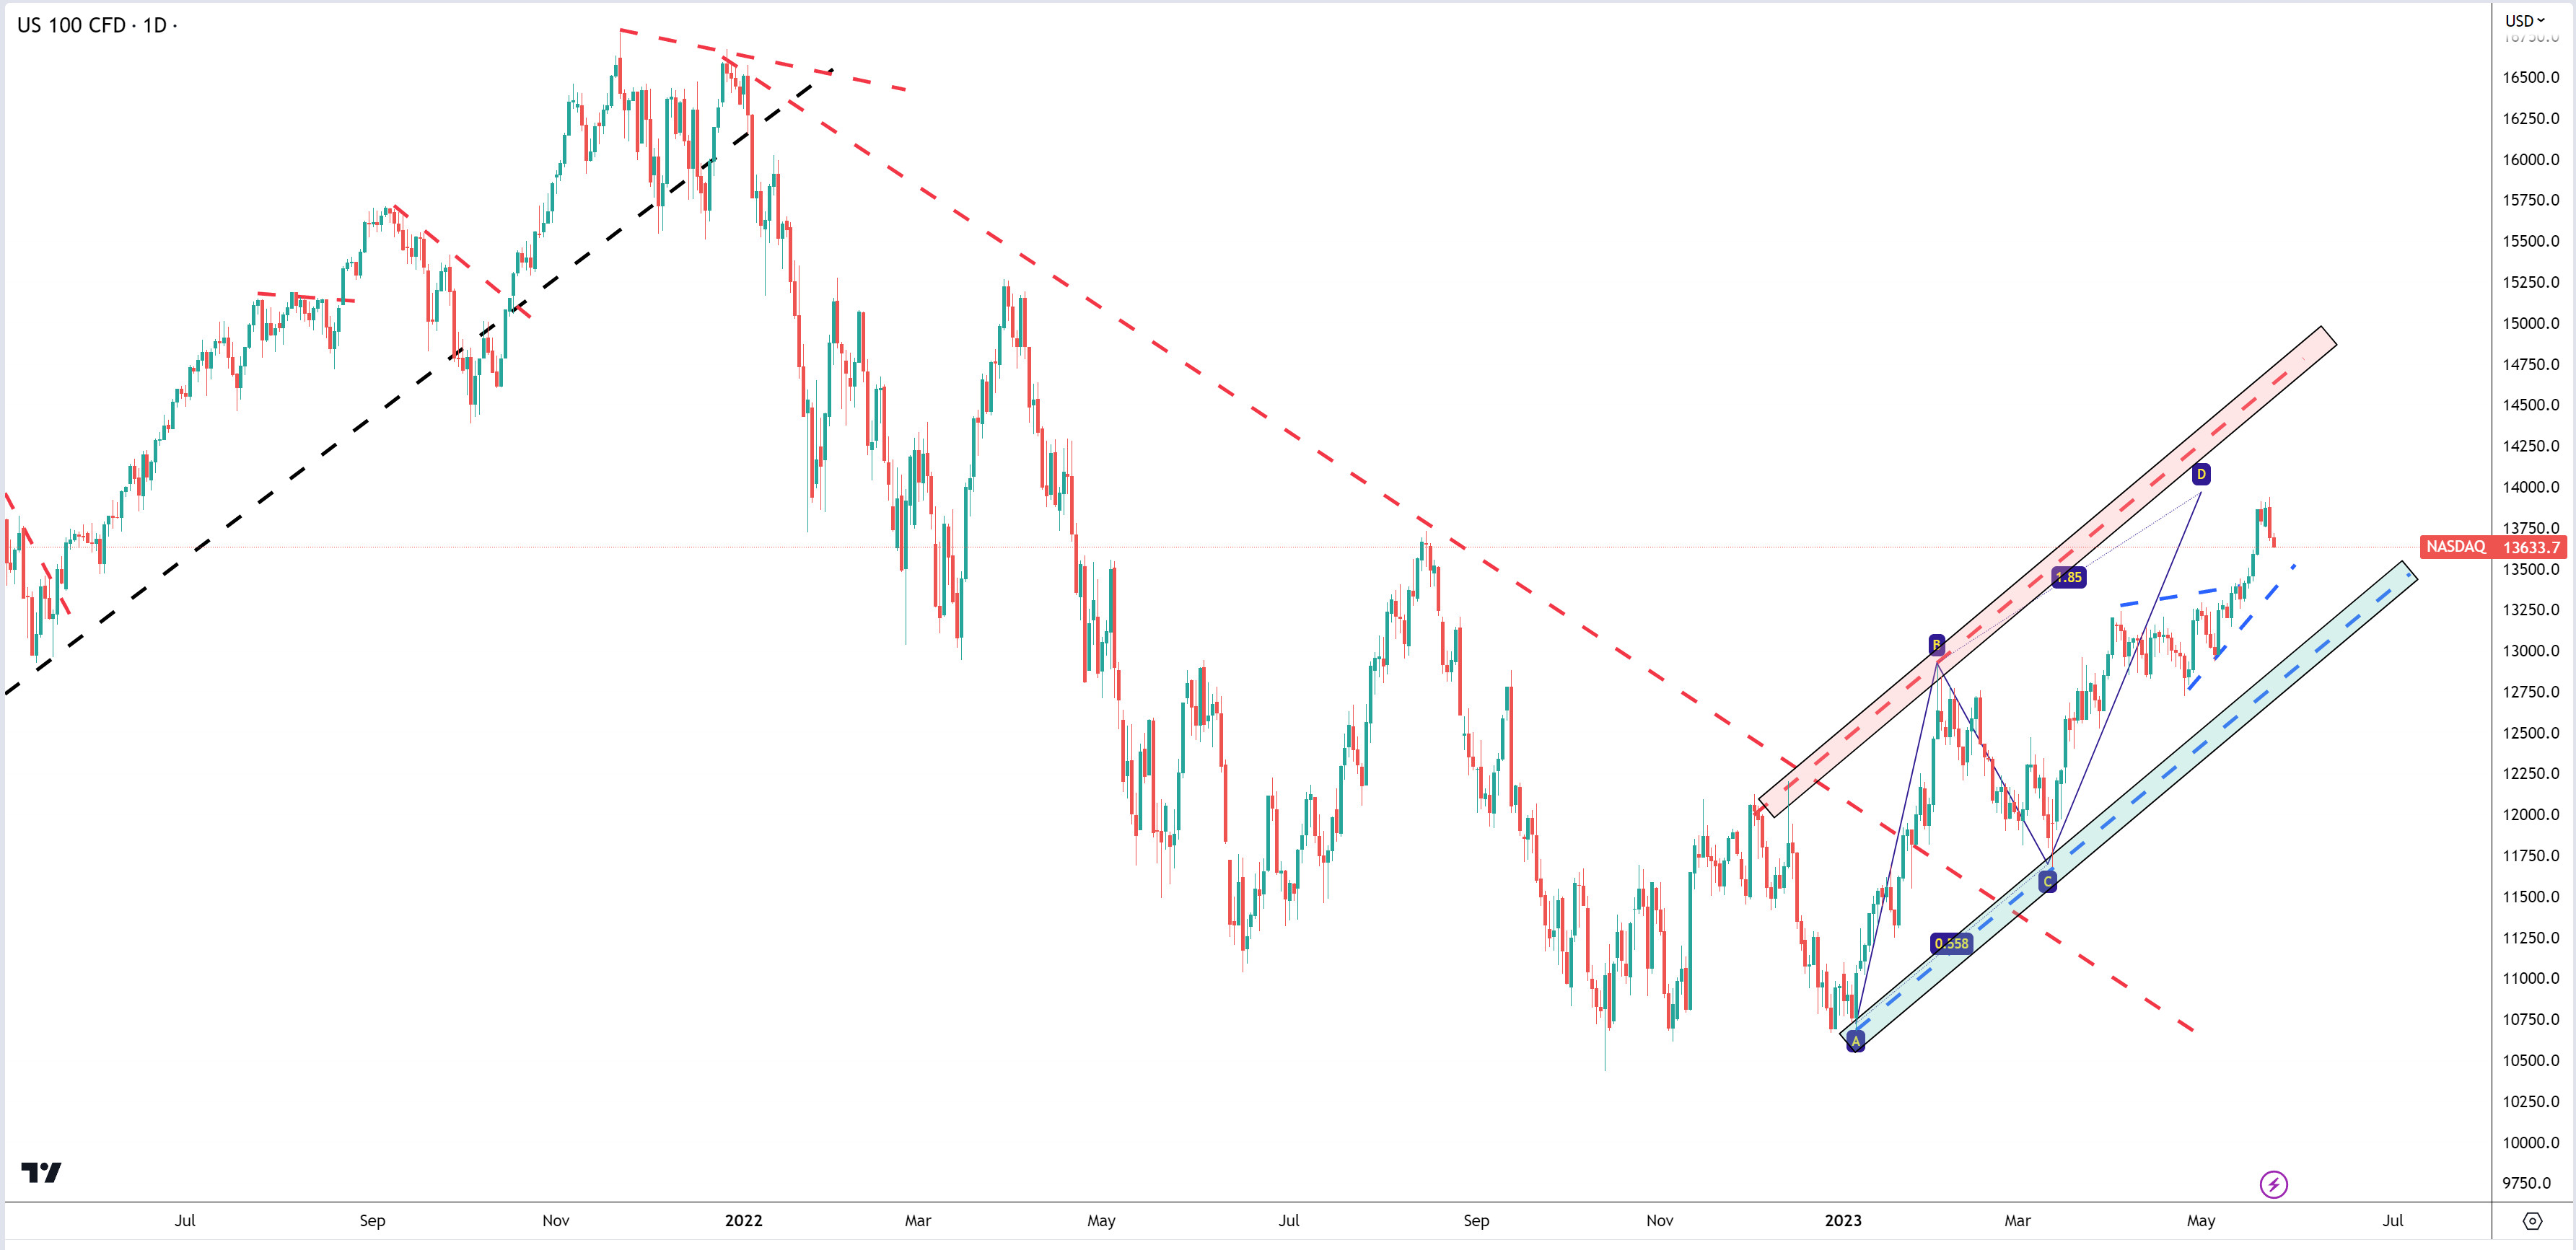 US 100 CFD · 1D ·
USD
16750.0
16500.0
16250.0
16000.0
15750.0
15500.0
15250.0
15000.0
14750.0
14500.0
14250.0
14000.0
13750.0
NASDAQ 13633.7
13500.0
13250.0
13000.0
12750.0
12500.0
12250.0
12000.0
11750.0
11500.0
11250.0
11000.0
10750.0
10500.0
10250.0
10000.0
9750.0
D
1.85
B
C
0.558
A
Jul
Sep
Nov
2022
Mar
May
Jul
Sep
Nov
2023
Mar
May
Jul